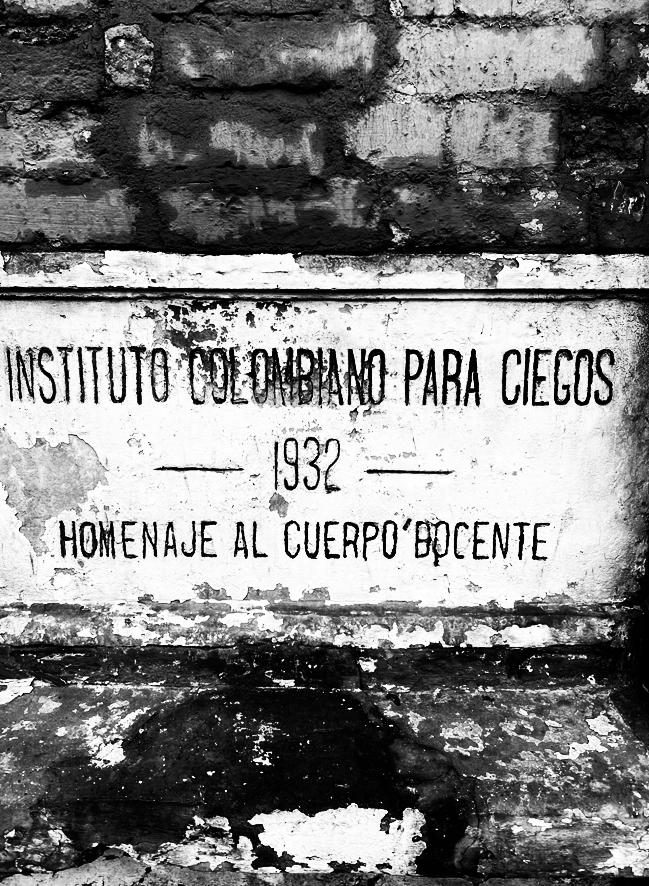 INSTITUTO COLOMBIANO PARA CIEGOS
— 1932 —
HOMENAJE AL CUERPO DOCENTE